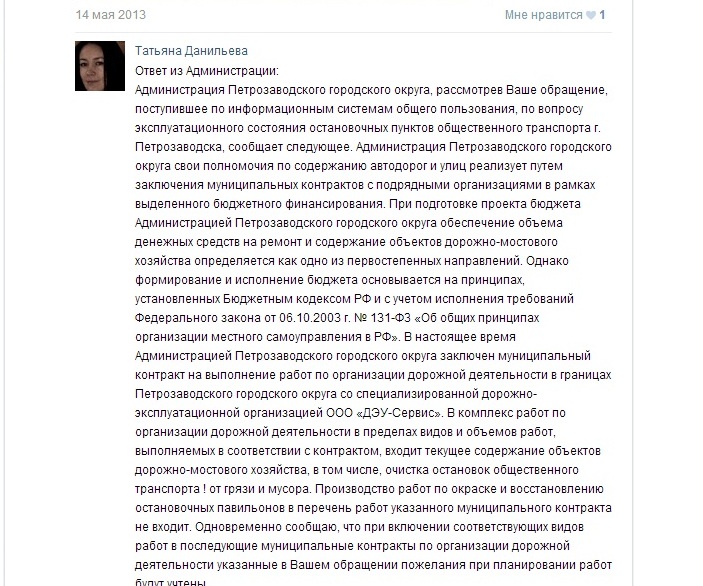 14 мая 2013
Мне нравится 1
Татьяна Данильева
Ответ из Администрации:
Администрация Петрозаводского городского округа, рассмотрев Ваше обращение,
поступившее по информационным системам общего пользования, по вопросу
эксплуатационного состояния остановочных пунктов общественного транспорта г.
Петрозаводска, сообщает следующее. Администрация Петрозаводского городского
округа свои полномочия по содержанию автодорог и улиц реализует путем
заключения муниципальных контрактов с подрядными организациями в рамках
выделенного бюджетного финансирования. При подготовке проекта бюджета
Администрацией Петрозаводского городского округа обеспечение объема
денежных средств на ремонт и содержание объектов дорожно-мостового
хозяйства определяется как одно из первостепенных направлений. Однако
формирование и исполнение бюджета основывается на принципах,
установленных Бюджетным кодексом РФ и с учетом исполнения требований
Федерального закона от 06.10.2003 г. № 131-ФЗ «Об общих принципах
организации местного самоуправления в РФ». В настоящее время
Администрацией Петрозаводского городского округа заключен муниципальный
контракт на выполнение работ по организации дорожной деятельности в границах
Петрозаводского городского округа со специализированной дорожно-
эксплуатационной организацией ООО «ДЭУ-Сервис». В комплекс работ по
организации дорожной деятельности в пределах видов и объемов работ,
выполняемых в соответствии с контрактом, входит текущее содержание объектов
дорожно-мостового хозяйства, в том числе, очистка остановок общественного
транспорта ! от грязи и мусора. Производство работ по окраске и восстановлению
остановочных павильонов в перечень работ указанного муниципального контракта
не входит. Одновременно сообщаю, что при включении соответствующих видов
работ в последующие муниципальные контракты по организации дорожной
деятельности указанные в Вашем обращении пожелания при планировании работ
будут учтены